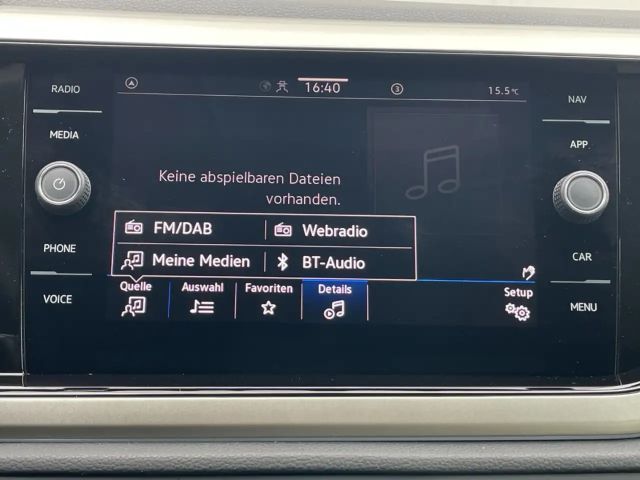 RADIO
MEDIA
PHONE
VOICE
16:40
3
15.5°C
Keine abspielbaren Dateien
vorhanden.
FM/DAB
Webradio
Meine Medien
BT-Audio
Quelle
Auswahl
Favoriten
Details
Setup
NAV
APP
CAR
MENU